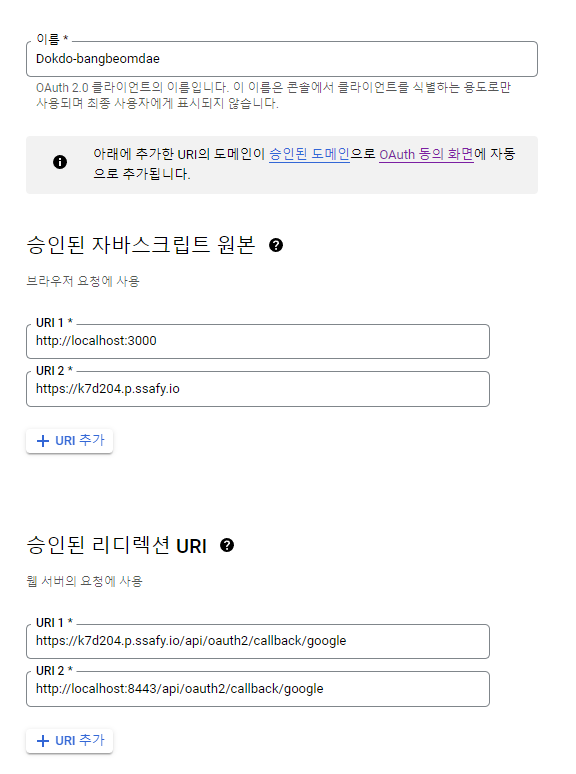 이름 *
Dokdo-bangbeomdae
OAuth 2.0 클라이언트의 이름입니다. 이 이름은 콘솔에서 클라이언트를 식별하는 용도로만
사용되며 최종 사용자에게 표시되지 않습니다.
아래에 추가한 URI의 도메인이 승인된 도메인으로 OAuth 동의 화면에 자동
으로 추가됩니다.
승인된 자바스크립트 원본
브라우저 요청에 사용
URI 1 *
http://localhost:3000
URI 2 *
https://k7d204.p.ssafy.io
+ URI 추가
승인된 리디렉션 URI
웹 서버의 요청에 사용
URI 1 *
https://k7d204.p.ssafy.io/api/oauth2/callback/google
URI 2 *
http://localhost:8443/api/oauth2/callback/google
+ URI 추가